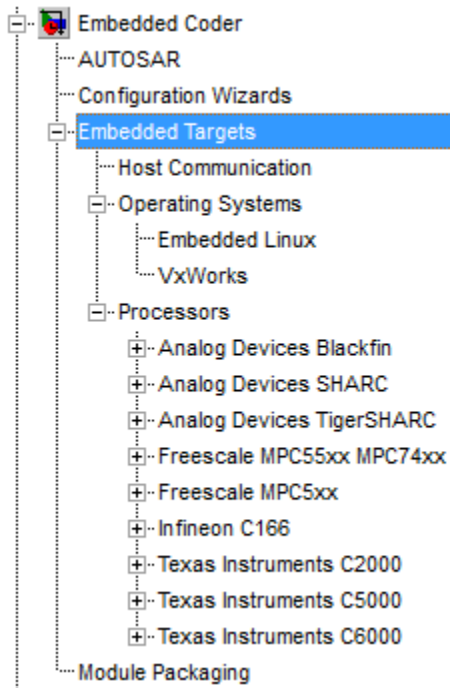 Embedded Coder
AUTOSAR
Configuration Wizards
Embedded Targets
Host Communication
Operating Systems
Embedded Linux
VxWorks
Processors
Analog Devices Blackfin
Analog Devices SHARC
Analog Devices TigerSHARC
Freescale MPC55xx MPC74xx
Freescale MPC5xx
Infineon C166
Texas Instruments C2000
Texas Instruments C5000
Texas Instruments C6000
Module Packaging